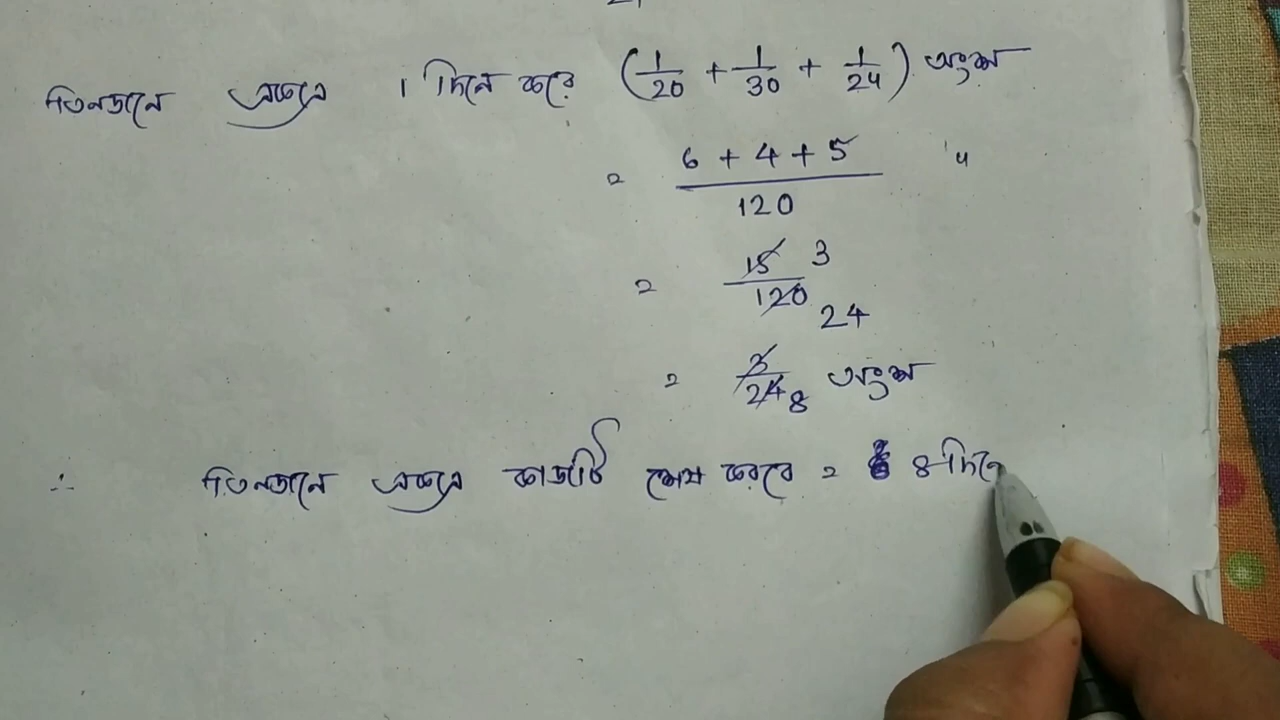 তিনজনে একত্রে 1 দিনে করে (1/20 + 1/30 + 1/24) অংশ
= 6 + 4 + 5 / 120 "
= 15 / 120 3 24
= 3 / 24 8 অংশ
∴ তিনজনে একত্রে কাজটি শেষ করবে = 8 দিনে